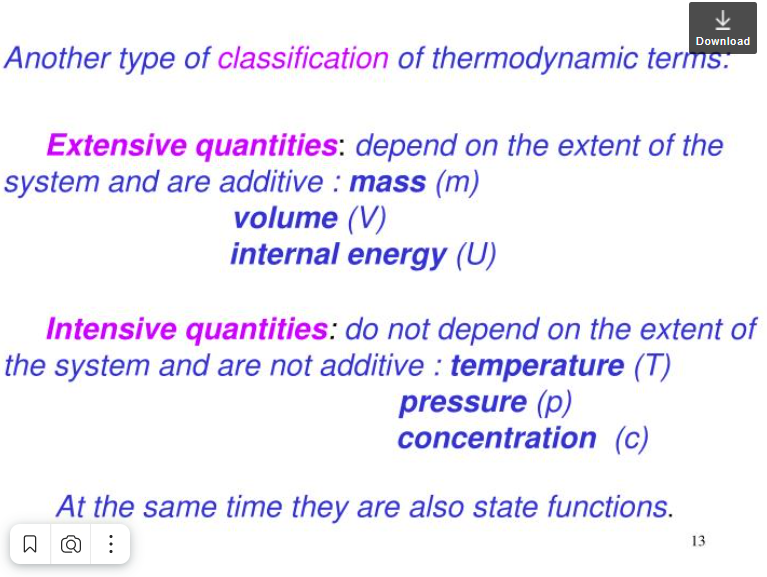 Download
Another type of classification of thermodynamic terms:
Extensive quantities: depend on the extent of the
system and are additive : mass (m)
volume (V)
internal energy (U)
Intensive quantities: do not depend on the extent of
the system and are not additive : temperature (T)
pressure (p)
concentration (c)
At the same time they are also state functions.
13